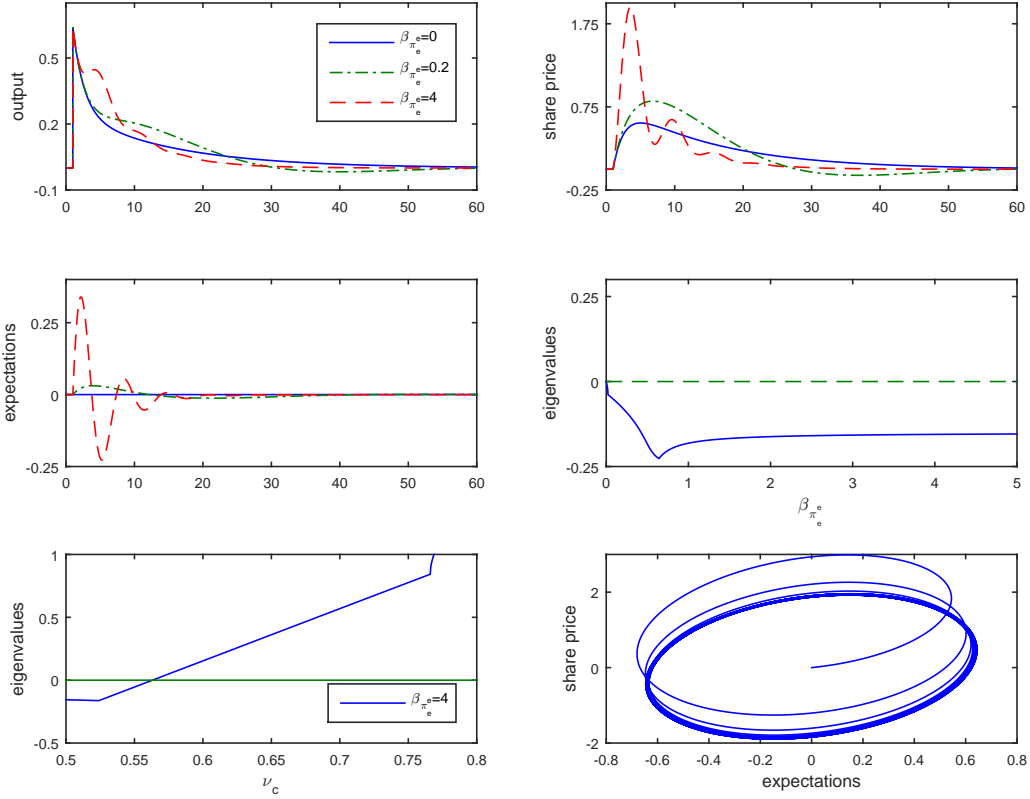 output
0.5
0.2
-0.1
0 10 20 30 40 50 60
β_{π_e^e}=0
β_{π_e^e}=0.2
β_{π_e^e}=4
share price
1.75
0.75
-0.25
0 10 20 30 40 50 60
expectations
0.25
0
-0.25
0 10 20 30 40 50 60
eigenvalues
0.25
0
-0.25
0 1 2 3 4 5
β_{π_e^e}
eigenvalues
1
0.5
0
-0.5
0.5 0.55 0.6 0.65 0.7 0.75 0.8
ν_c
β_{π_e^e}=4
share price
2
0
-2
-0.8 -0.6 -0.4 -0.2 0 0.2 0.4 0.6 0.8
expectations